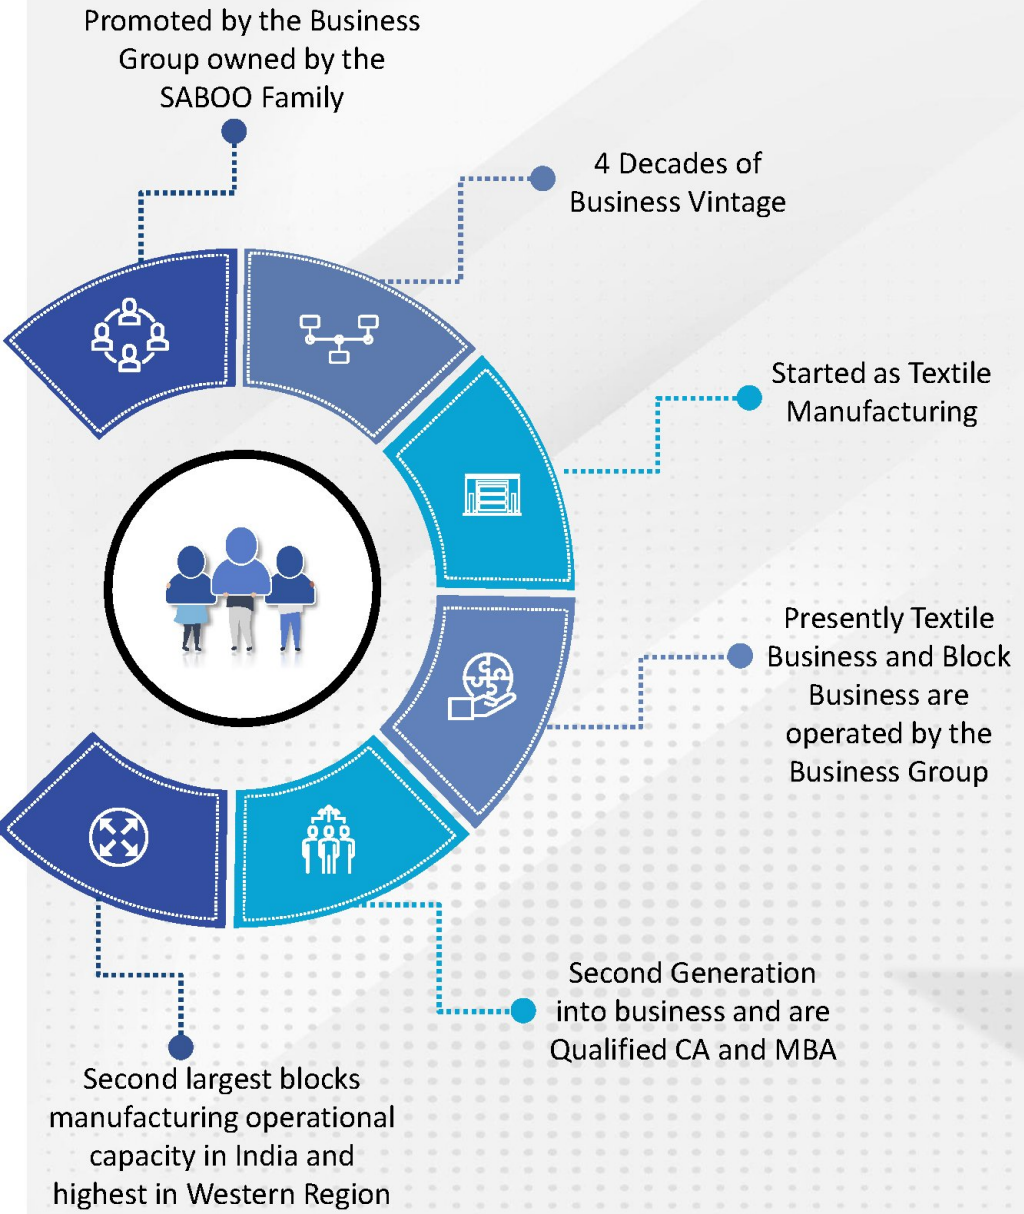 Promoted by the Business
Group owned by the
SABOO Family
4 Decades of
Business Vintage
Started as Textile
Manufacturing
Presently Textile
Business and Block
Business are
operated by the
Business Group
Second Generation
into business and are
Qualified CA and MBA
Second largest blocks
manufacturing operational
capacity in India and
highest in Western Region